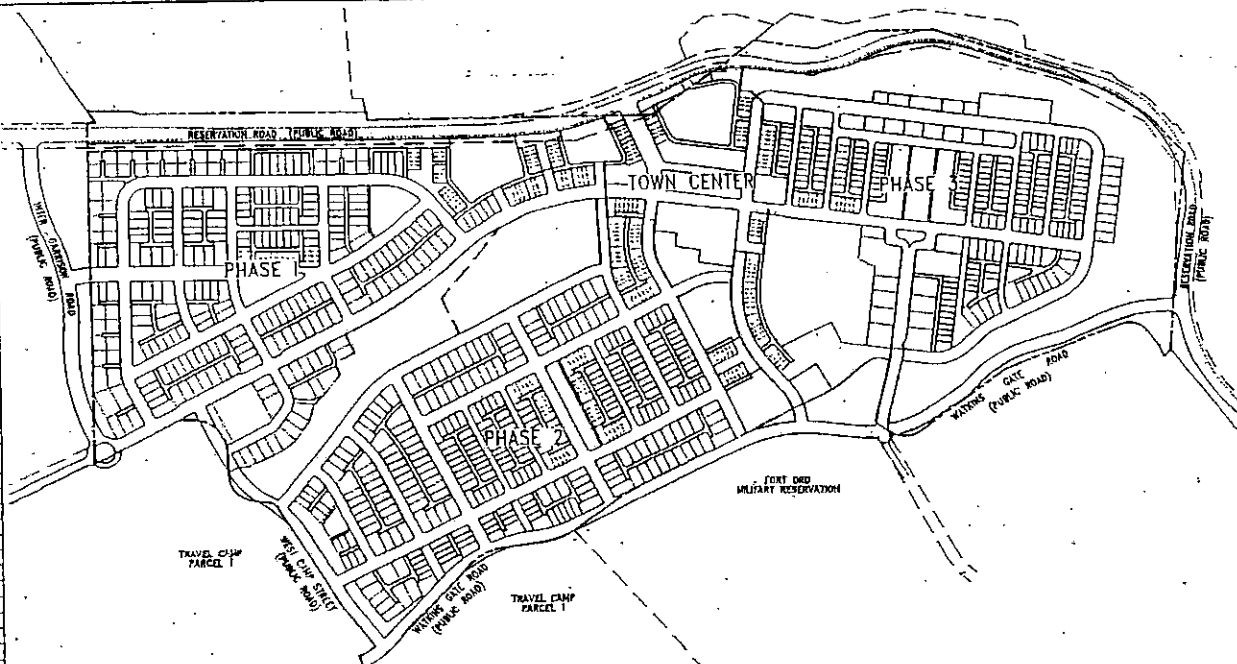 RESERVATION ROAD (PUBLIC ROAD)
TOWN CENTER
PHASE 3
INTER GARRISON ROAD
(PUBLIC ROAD)
PHASE 1
RESERVATION ROAD
(PUBLIC ROAD)
WATKINS GATE ROAD
(PUBLIC ROAD)
PHASE 2
FORT ORD
MILITARY RESERVATION
TRAVEL CAMP
PARCEL 1
WEST CAMP STREET
(PUBLIC ROAD)
WATKINS GATE ROAD
(PUBLIC ROAD)
TRAVEL CAMP
PARCEL 1